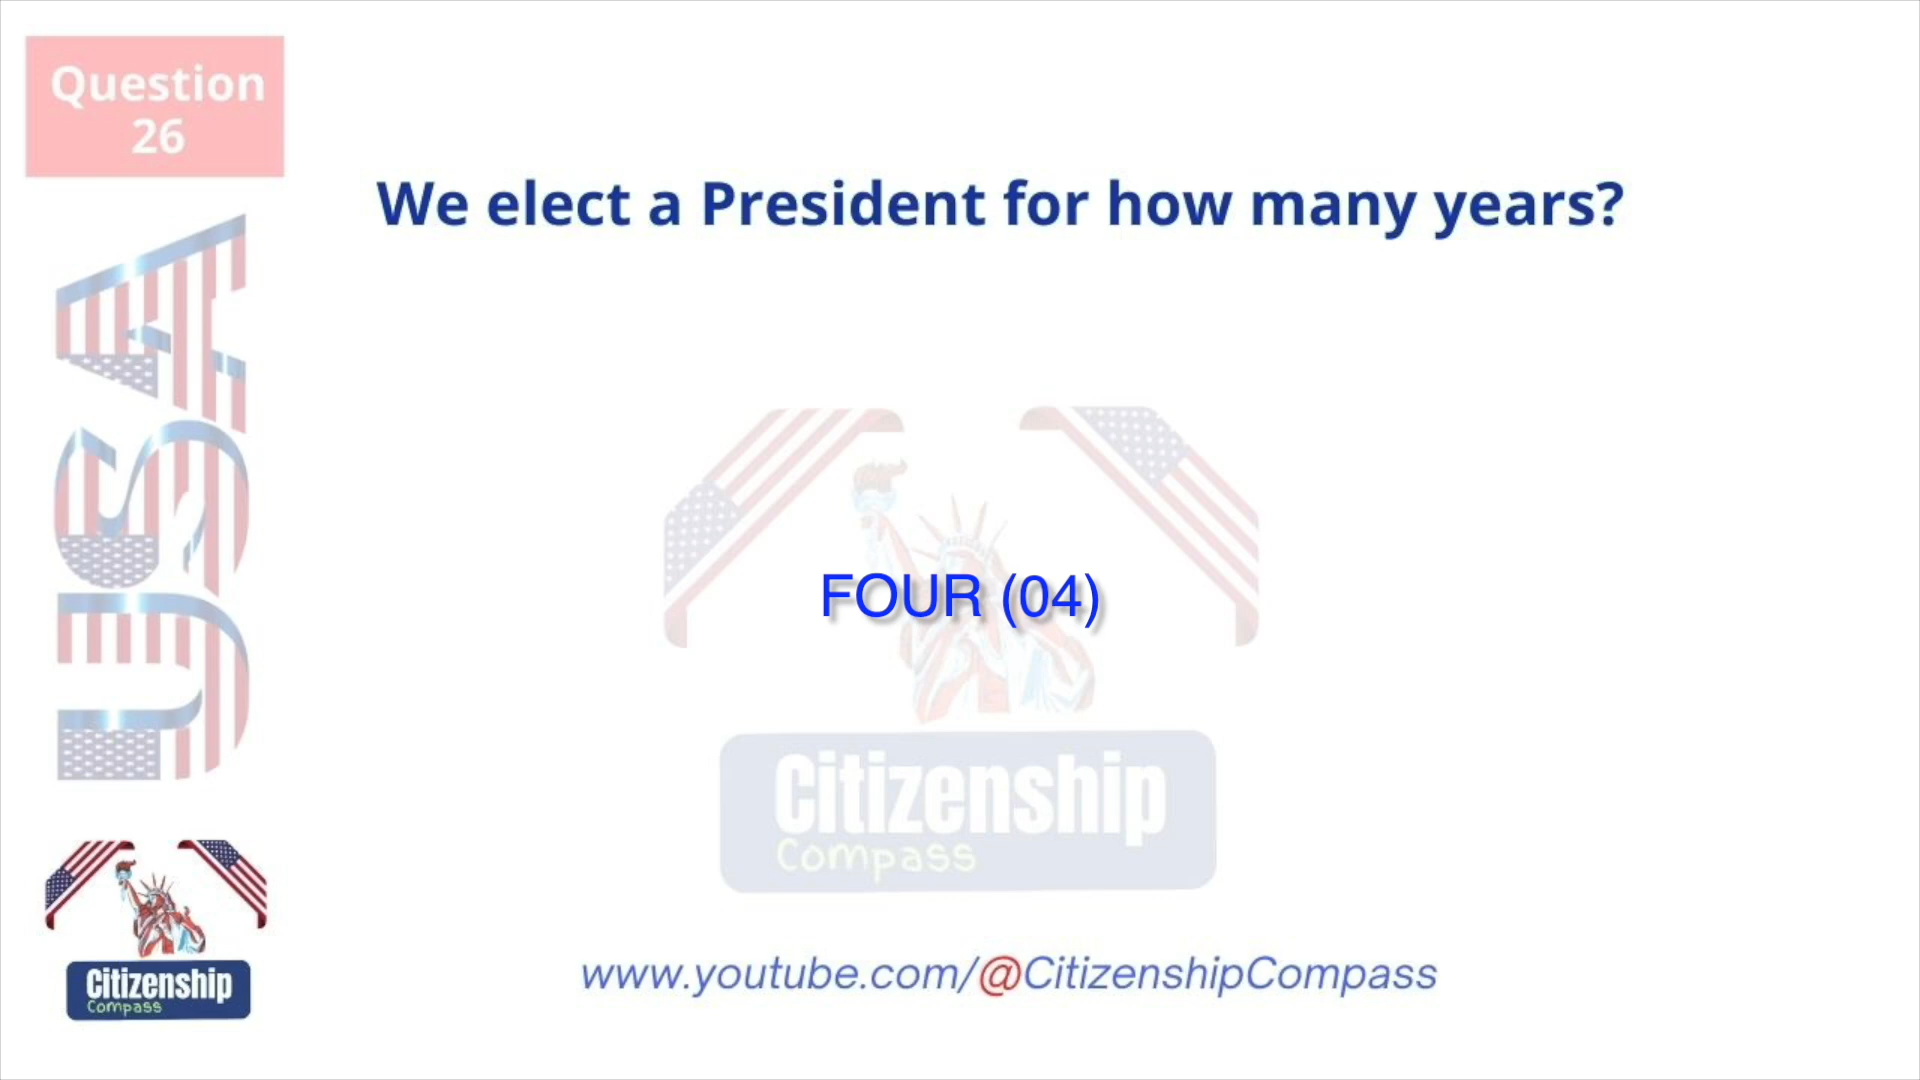 Question
26
We elect a President for how many years?
USA
FOUR (04)
Citizenship
Compass
www.youtube.com/@CitizenshipCompass
Citizenship
Compass